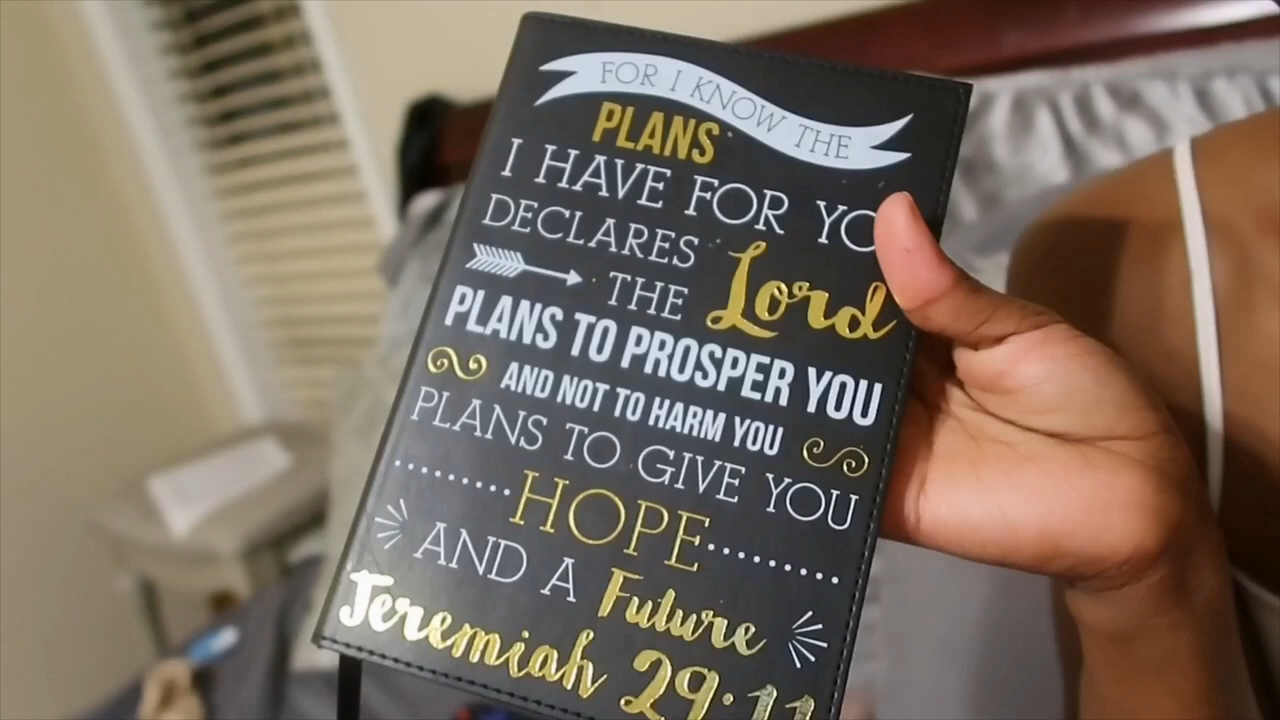 FOR I KNOW THE
PLANS
I HAVE FOR YO
DECLARES
THE Lord
PLANS TO PROSPER YOU
AND NOT TO HARM YOU
PLANS TO GIVE YOU
HOPE
AND A Future
Jeremiah 29:11